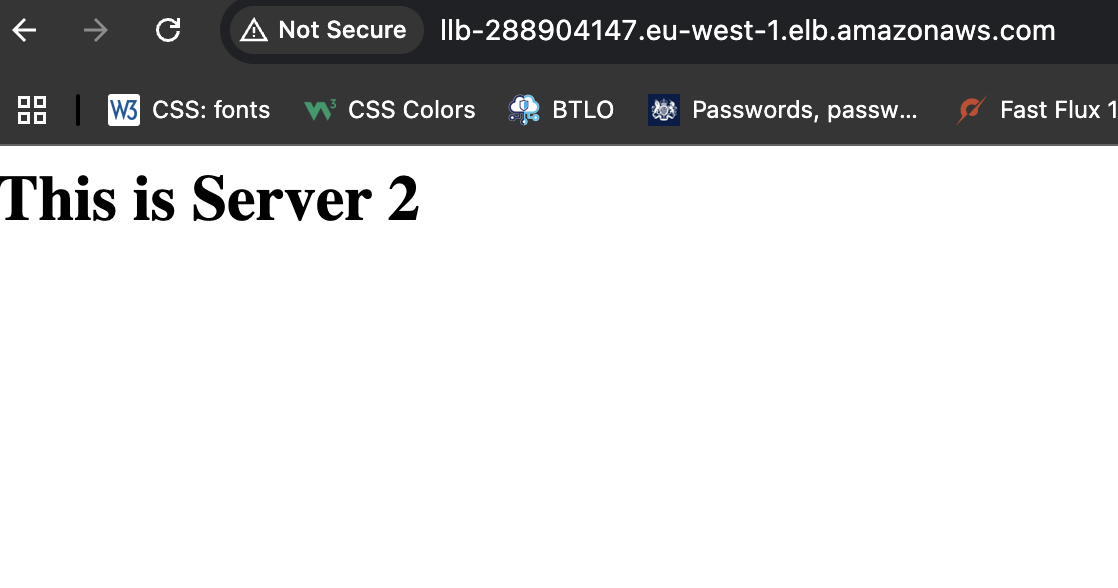 Not Secure llb-288904147.eu-west-1.elb.amazonaws.com
W3 CSS: fonts W3 CSS Colors BTLO Passwords, passw... Fast Flux 1
This is Server 2